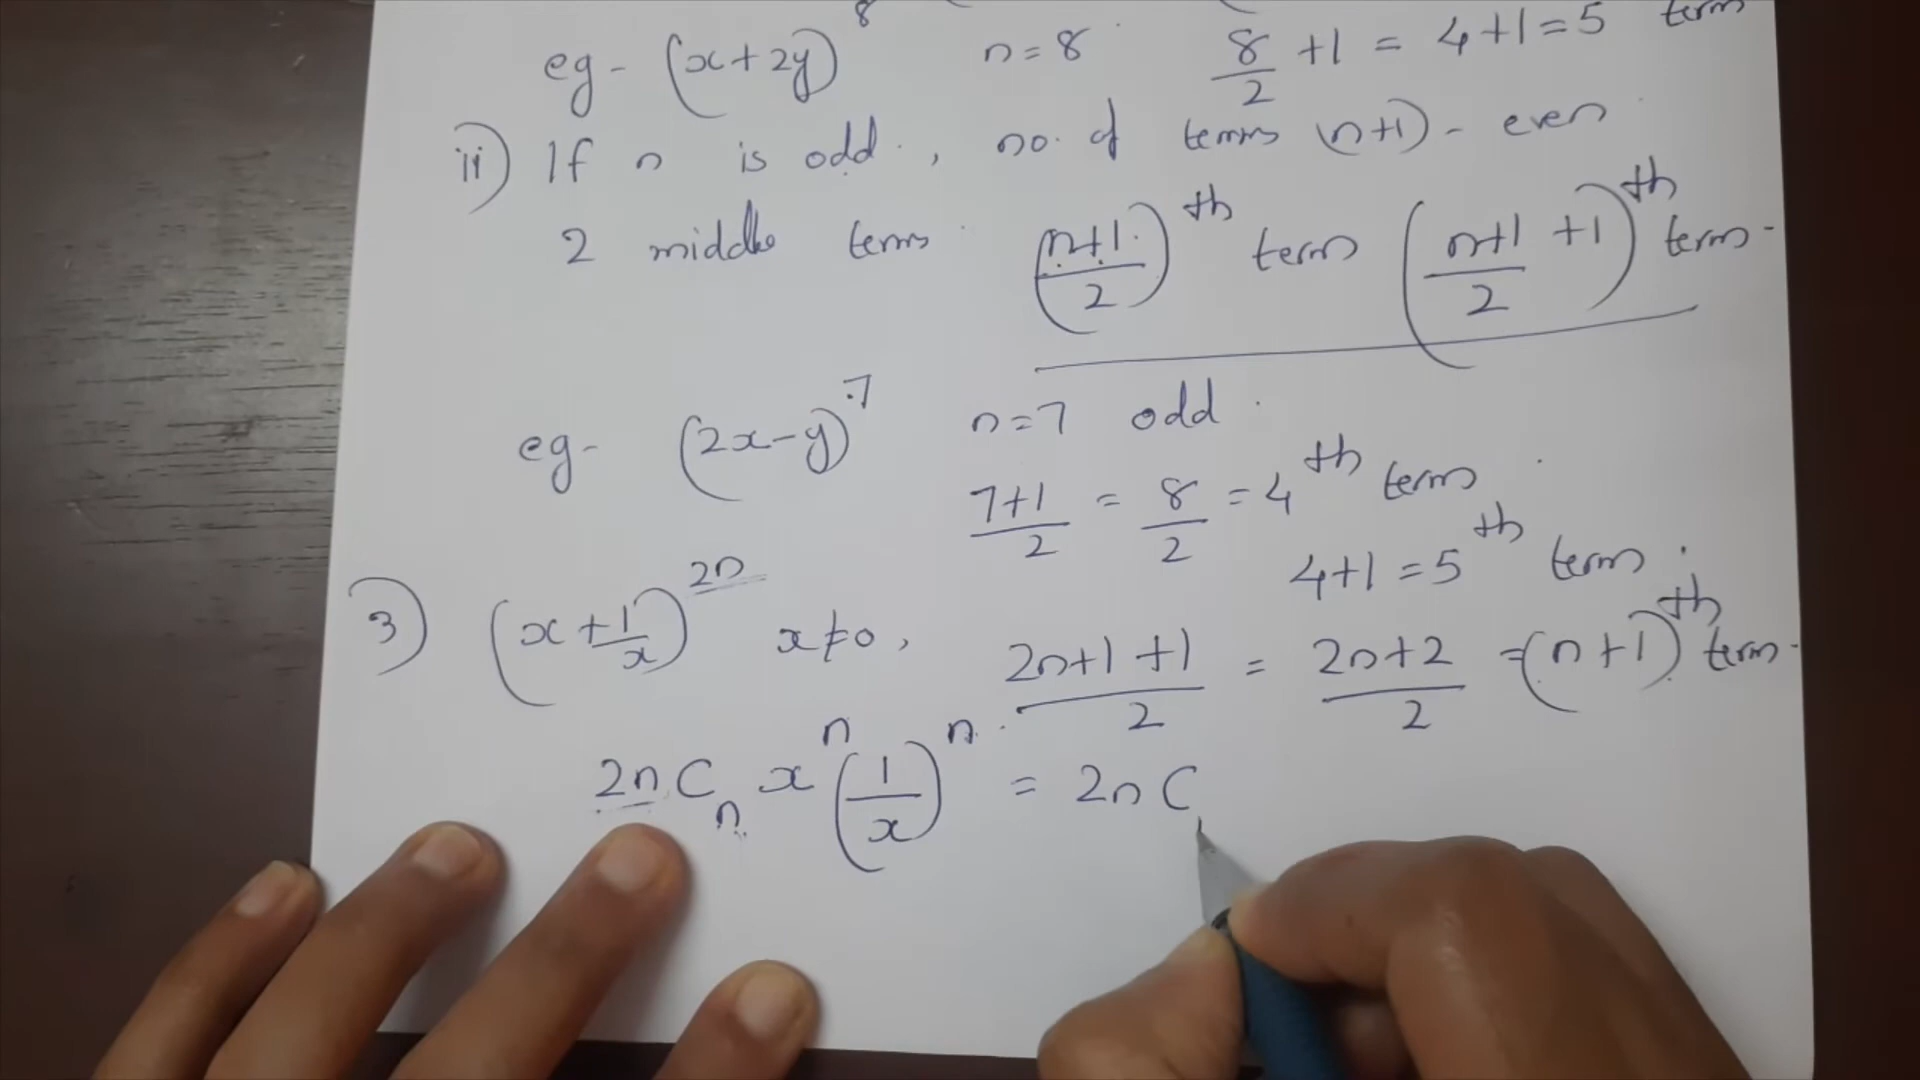 eg- (x+2y)^8 n=8 8/2 +1 = 4+1=5 term
ii) If n is odd, no. of terms (n+1) - even
2 middle terms ((n+1)/2)^th term ((n+1)/2 +1)^th term.
eg- (2x-y)^7 n=7 odd.
(7+1)/2 = 8/2 = 4^th term
4+1=5^th term.
3) (x+1/x)^2n x≠0, (2n+1+1)/2 = (2n+2)/2 =(n+1)^th term.
2nC_n x^n (1/x)^n = 2nC